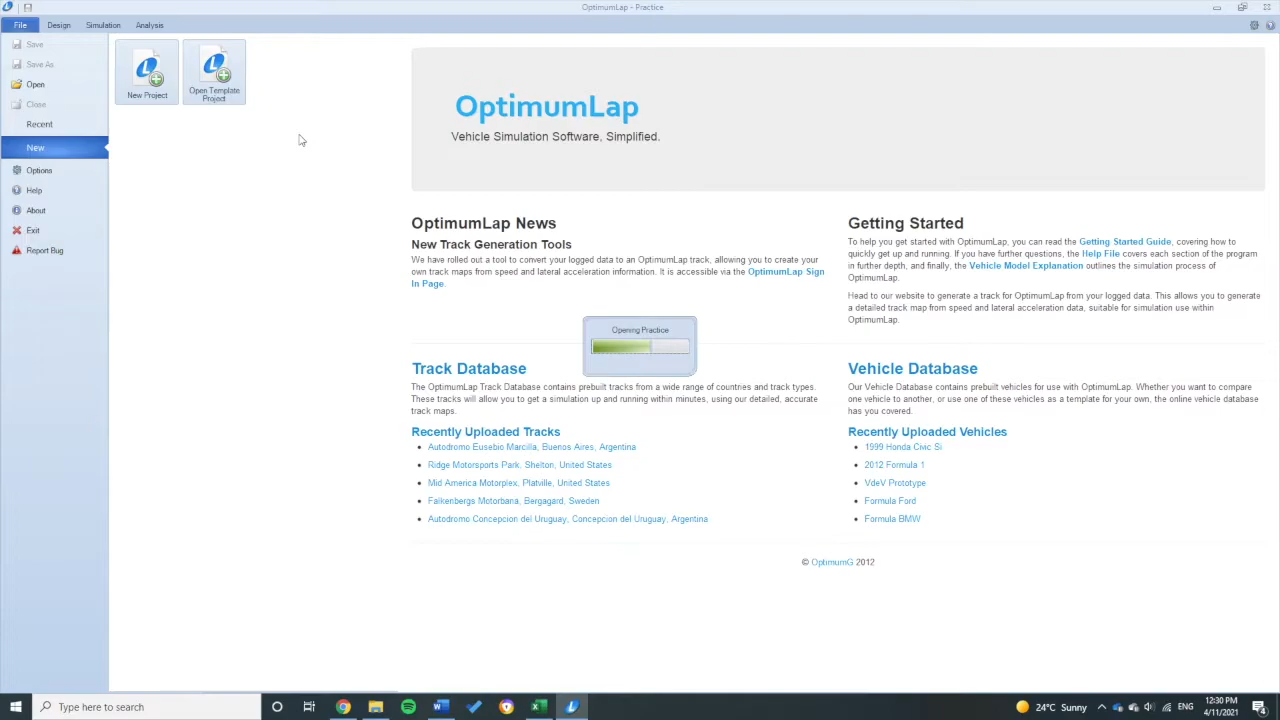 OptimumLap - Practice
File Design Simulation Analysis
Save
Save As
Open
Close
Recent
New
Options
Help
About
Exit
Report Bug
New Project
Open Template
Project
OptimumLap
Vehicle Simulation Software, Simplified.
OptimumLap News
New Track Generation Tools
We have rolled out a tool to convert your logged data to an OptimumLap track, allowing you to create your
own track maps from speed and lateral acceleration information. It is accessible via the OptimumLap Sign
In Page.
Getting Started
To help you get started with OptimumLap, you can read the Getting Started Guide, covering how to
quickly get up and running. If you have further questions, the Help File covers each section of the program
in further depth, and finally, the Vehicle Model Explanation outlines the simulation process of
OptimumLap.
Head to our website to generate a track for OptimumLap from your logged data. This allows you to generate
a detailed track map from speed and lateral acceleration data, suitable for simulation use within
OptimumLap.
Opening Practice
Track Database
The OptimumLap Track Database contains prebuilt tracks from a wide range of countries and track types.
These tracks will allow you to get a simulation up and running within minutes, using our detailed, accurate
track maps.
Recently Uploaded Tracks
Autodromo Eusebio Marcilla, Buenos Aires, Argentina
Ridge Motorsports Park, Shelton, United States
Mid America Motorplex, Platville, United States
Falkenbergs Motorbana, Bergagard, Sweden
Autodromo Concepcion del Uruguay, Concepcion del Uruguay, Argentina
Vehicle Database
Our Vehicle Database contains prebuilt vehicles for use with OptimumLap. Whether you want to compare
one vehicle to another, or use one of these vehicles as a template for your own, the online vehicle database
has you covered.
Recently Uploaded Vehicles
1999 Honda Civic Si
2012 Formula 1
VdeV Prototype
Formula Ford
Formula BMW
© OptimumG 2012
Type here to search
24°C Sunny
ENG
12:30 PM
4/11/2021
4